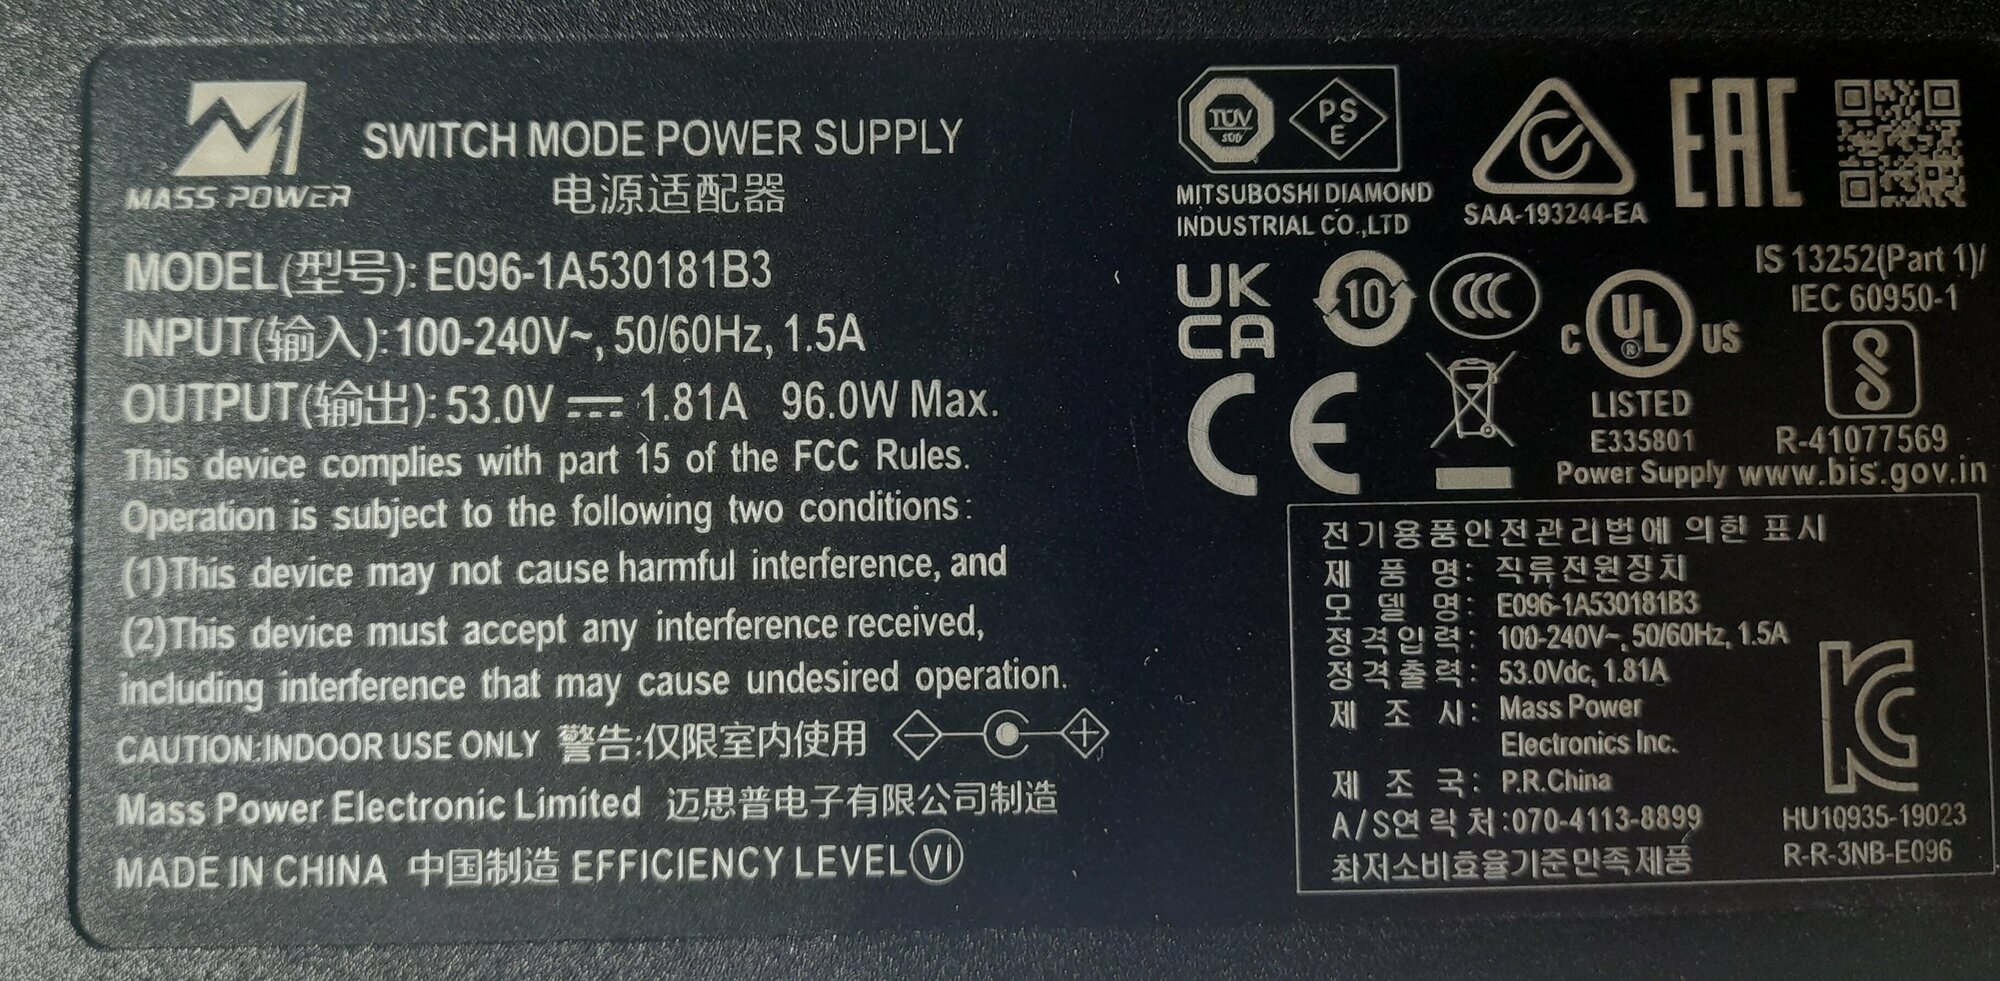 MASS POWER
SWITCH MODE POWER SUPPLY
电源适配器
MODEL(型号): E096-1A530181B3
INPUT(输入): 100-240V~, 50/60Hz, 1.5A
OUTPUT(输出): 53.0V ⎓ 1.81A 96.0W Max.
This device complies with part 15 of the FCC Rules.
Operation is subject to the following two conditions:
(1)This device may not cause harmful interference, and
(2)This device must accept any interference received,
including interference that may cause undesired operation.
CAUTION:INDOOR USE ONLY 警告:仅限室内使用
Mass Power Electronic Limited 迈思普电子有限公司制造
MADE IN CHINA 中国制造 EFFICIENCY LEVEL VI
TÜV
SÜD
PS
E
MITSUBOSHI DIAMOND
INDUSTRIAL CO.,LTD
SAA-193244-EA
EAC
UK
CA
10
CCC
C UL ® US
LISTED
E335801
Power Supply
IS 13252(Part 1)/
IEC 60950-1
R-41077569
www.bis.gov.in
CE
전기용품안전관리법에 의한 표시
제 품 명: 직류전원장치
모 델 명: E096-1A530181B3
정격입력: 100-240V~, 50/60Hz, 1.5A
정격출력: 53.0Vdc, 1.81A
제 조 사: Mass Power
Electronics Inc.
제 조 국: P.R.China
A/S연락처:070-4113-8899
최저소비효율기준만족제품
KC
HU10935-19023
R-R-3NB-E096